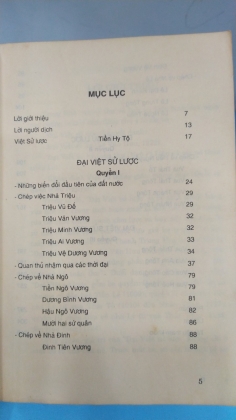 MỤC LỤC
Lời giới thiệu 7
Lời người dịch 13
Việt Sử lược Tiền Hy Tộ 17
ĐẠI VIỆT SỬ LƯỢC
Quyển I
- Những biến đổi đầu tiên của đất nước 24
- Chép việc Nhà Triệu 29
Triệu Vũ Đế 29
Triệu Văn Vương 32
Triệu Minh Vương 32
Triệu Ai Vương 33
Triệu Vệ Dương Vương 34
- Quan thủ nhậm qua các thời đại 37
- Chép về Nhà Ngô 79
Tiền Ngô Vương 79
Dương Bình Vương 81
Hậu Ngô Vương 82
Mười hai sứ quân 86
- Chép về Nhà Đinh 88
Đinh Tiên Vương 88
5